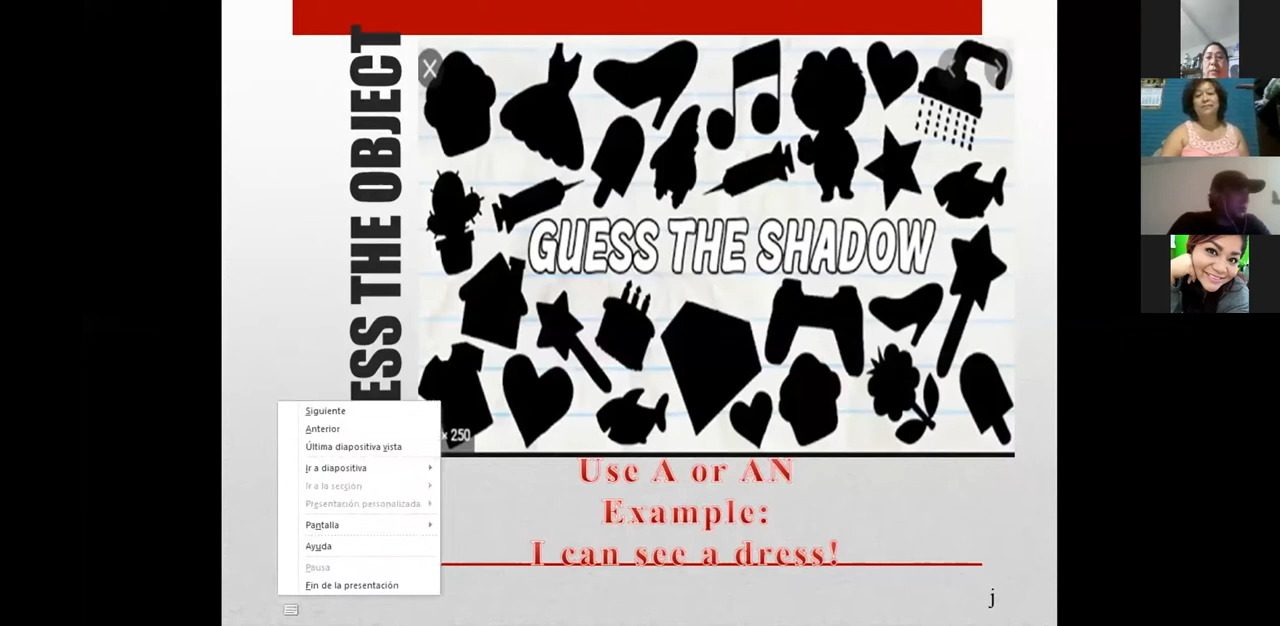 ESS THE OBJECT
GUESS THE SHADOW
× 250
Use A or AN
Example:
I can see a dress!
j
Siguiente
Anterior
Última diapositiva vista
Ir a diapositiva
Ir a la sección
Presentación personalizada
Pantalla
Ayuda
Pausa
Fin de la presentación